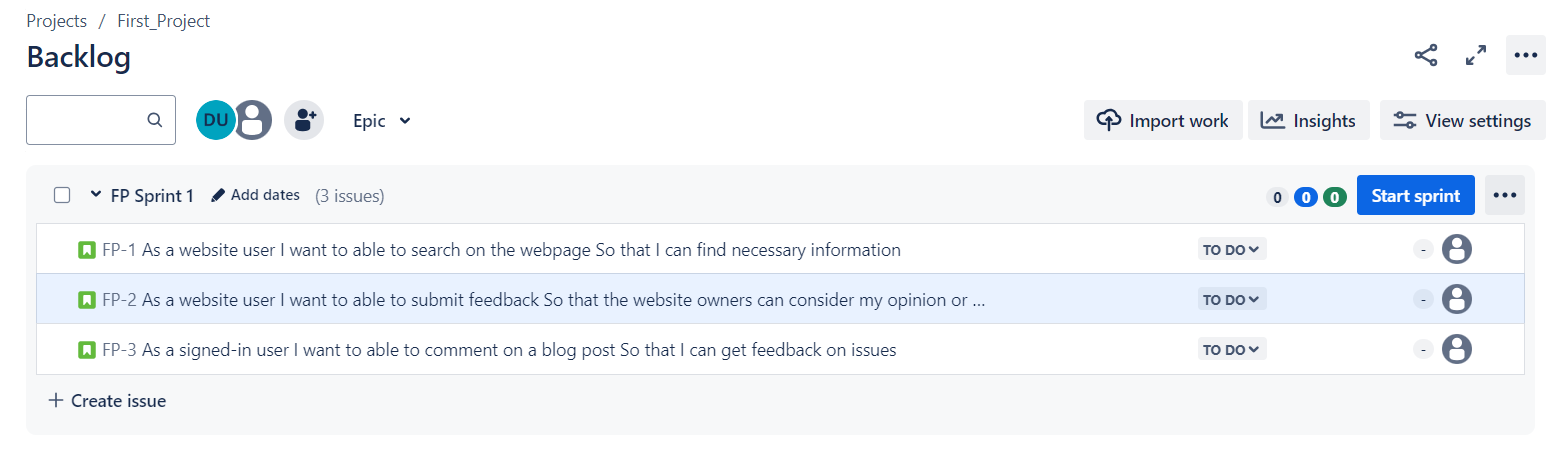 Projects / First_Project
Backlog
DU Epic Import work Insights View settings
FP Sprint 1 Add dates (3 issues) 0 0 0 Start sprint
FP-1 As a website user I want to able to search on the webpage So that I can find necessary information TO DO -
FP-2 As a website user I want to able to submit feedback So that the website owners can consider my opinion or ... TO DO -
FP-3 As a signed-in user I want to able to comment on a blog post So that I can get feedback on issues TO DO -
+ Create issue